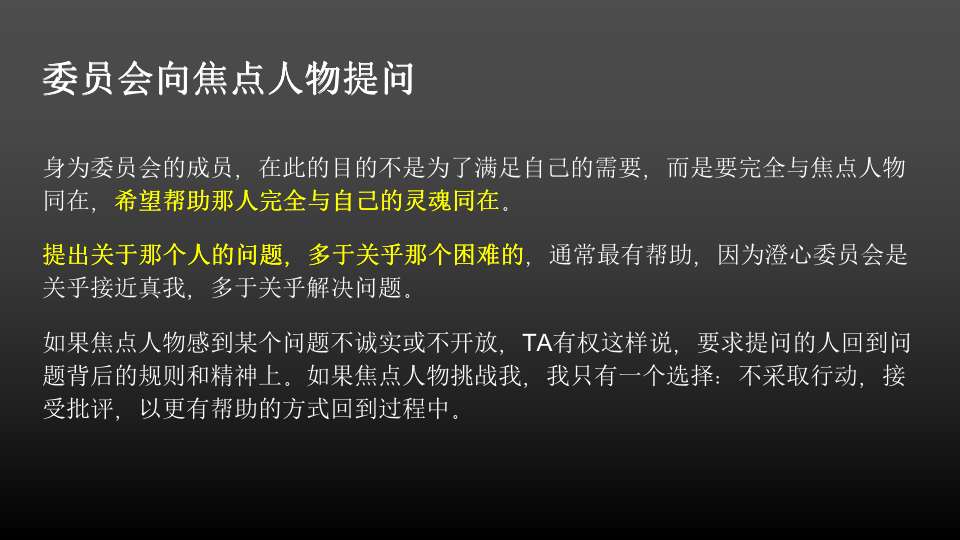 委员会向焦点人物提问
身为委员会的成员，在此的目的不是为了满足自己的需要，而是要完全与焦点人物
同在，希望帮助那人完全与自己的灵魂同在。
提出关于那个人的问题，多于关乎那个困难的，通常最有帮助，因为澄心委员会是
关乎接近真我，多于关乎解决问题。
如果焦点人物感到某个问题不诚实或不开放，TA有权这样说，要求提问的人回到问
题背后的规则和精神上。如果焦点人物挑战我，我只有一个选择：不采取行动，接
受批评，以更有帮助的方式回到过程中。